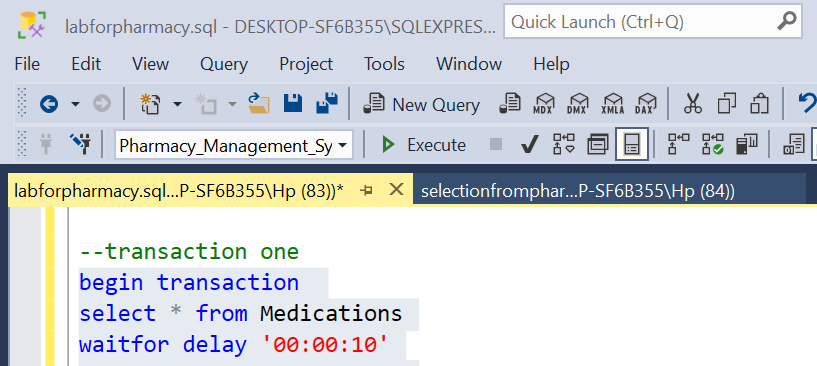 labforpharmacy.sql - DESKTOP-SF6B355\SQLEXPRES...
Quick Launch (Ctrl+Q)
File Edit View Query Project Tools Window Help
New Query MDX DMX XMLA DAX
Pharmacy_Management_Sy Execute
labforpharmacy.sql...P-SF6B355\Hp (83))* selectionfromphar...P-SF6B355\Hp (84))
--transaction one
begin transaction
select * from Medications
waitfor delay '00:00:10'